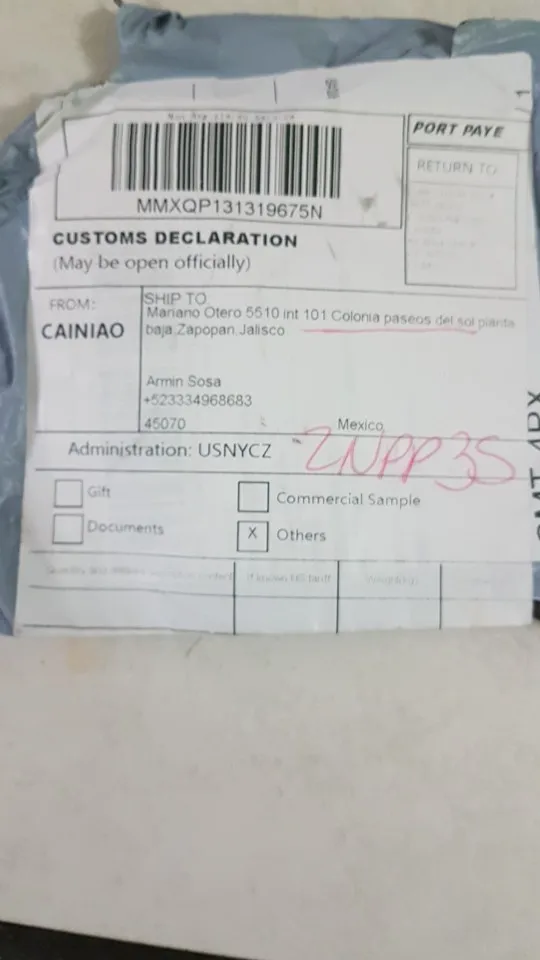 MMXQP131319675N
PORT PAYE
RETURN TO
CUSTOMS DECLARATION
(May be open officially)
FROM:
CAINIAO
SHIP TO
Mariano Otero 5510 int 101 Colonia paseos del sol planta
baja,Zapopan,Jalisco
Armin Sosa
+523334968683
45070
Mexico
Administration: USNYCZ
ZNPP3S
Gift
Commercial Sample
Documents
X Others